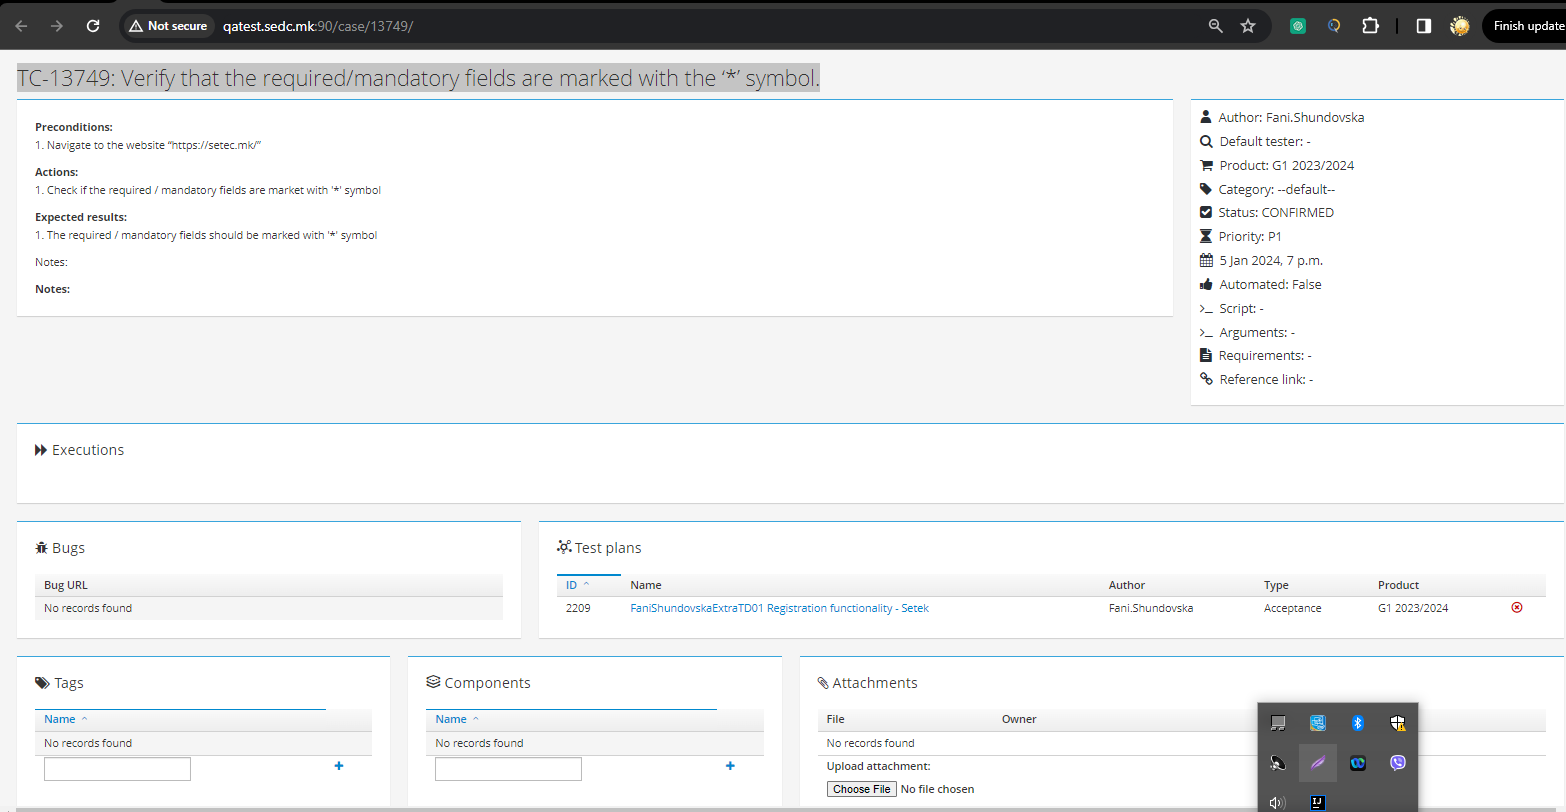 Not secure
qatest.sedc.mk:90/case/13749/
Finish update
TC-13749: Verify that the required/mandatory fields are marked with the ‘*’ symbol.
Preconditions:
1. Navigate to the website “https://setec.mk/”
Actions:
1. Check if the required / mandatory fields are market with '*' symbol
Expected results:
1. The required / mandatory fields should be marked with '*' symbol
Notes:
Notes:
Author: Fani.Shundovska
Default tester: -
Product: G1 2023/2024
Category: --default--
Status: CONFIRMED
Priority: P1
5 Jan 2024, 7 p.m.
Automated: False
Script: -
Arguments: -
Requirements: -
Reference link: -
Executions
Bugs
Bug URL
No records found
Test plans
ID Name Author Type Product
2209 FaniShundovskaExtraTD01 Registration functionality - Setek Fani.Shundovska Acceptance G1 2023/2024
Tags
Name
No records found
Components
Name
No records found
Attachments
File Owner
No records found
Upload attachment:
Choose File No file chosen
IJ